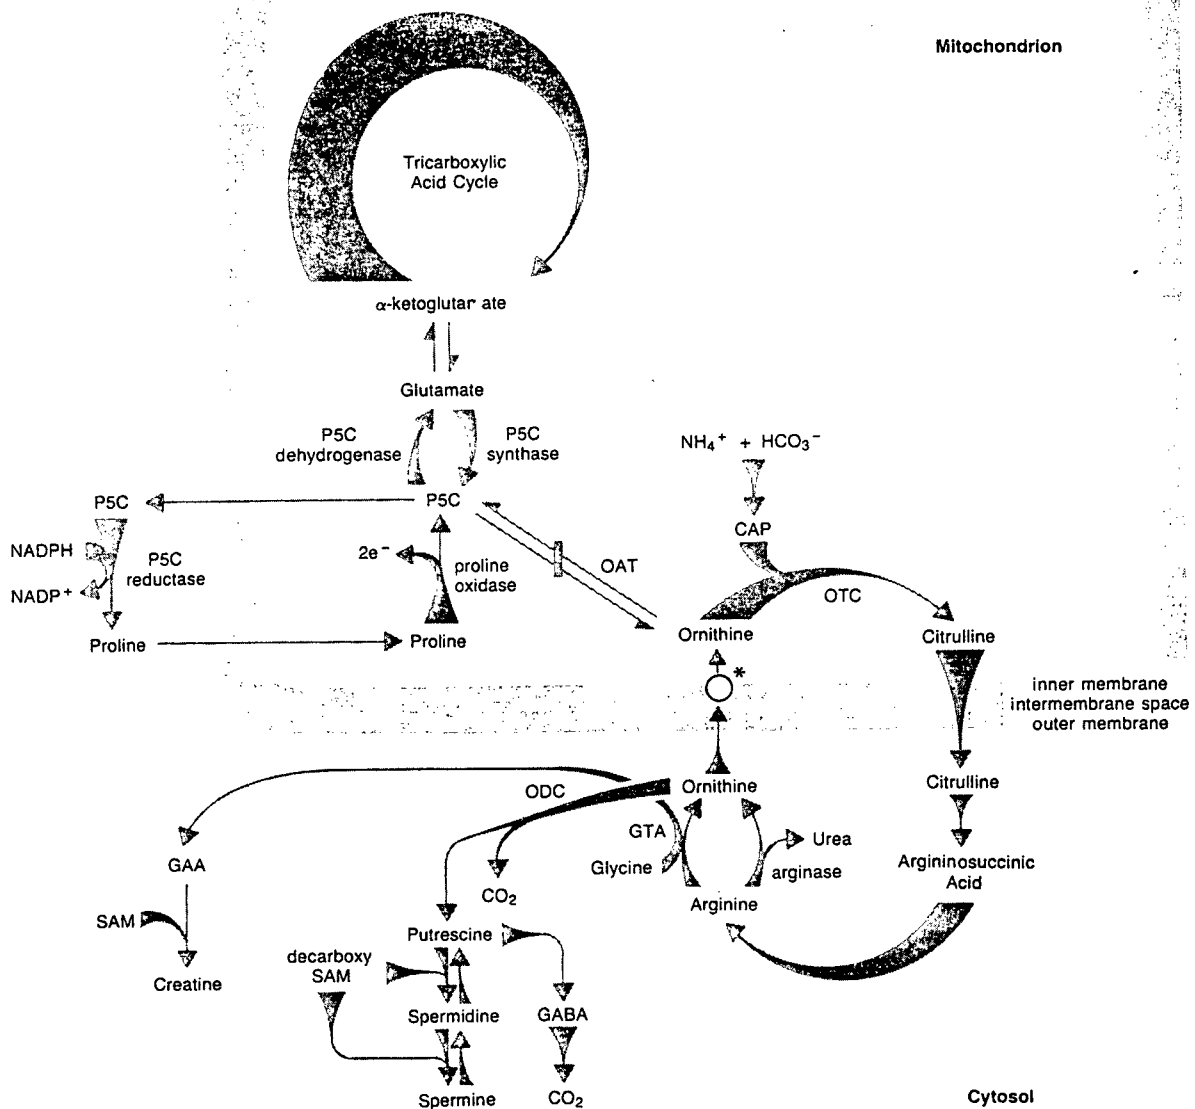 Mitochondrion
Tricarboxylic
Acid Cycle
α-ketoglutar ate
Glutamate
P5C
dehydrogenase
P5C
synthase
NH₄⁺ + HCO₃⁻
P5C
P5C
CAP
NADPH
P5C
reductase
NADP⁺
2e⁻
proline
oxidase
OAT
OTC
Proline
Proline
Ornithine
Citrulline
*
inner membrane
intermembrane space
outer membrane
Ornithine
Citrulline
ODC
GTA
Glycine
Urea
arginase
GAA
CO₂
Argininosuccinic
Acid
Arginine
SAM
Putrescine
decarboxy
SAM
Creatine
Spermidine
GABA
Spermine
CO₂
Cytosol